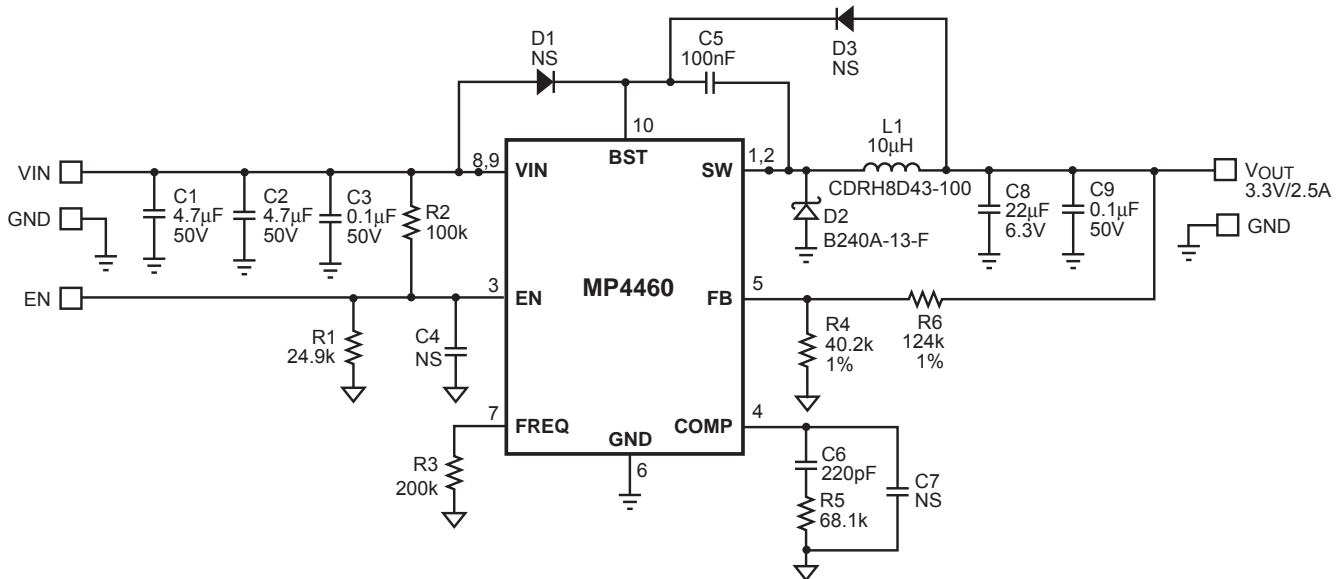 D1
NS
C5
100nF
D3
NS
10
BST
L1
10µH
CDRH8D43-100
VIN
8,9
VIN
SW
1,2
VOUT
3.3V/2.5A
GND
C1
4.7µF
50V
C2
4.7µF
50V
C3
0.1µF
50V
R2
100k
D2
B240A-13-F
C8
22µF
6.3V
C9
0.1µF
50V
GND
EN
3
EN
MP4460
FB
5
R1
24.9k
C4
NS
R4
40.2k
1%
R6
124k
1%
7
FREQ
GND
6
COMP
4
R3
200k
C6
220pF
R5
68.1k
C7
NS